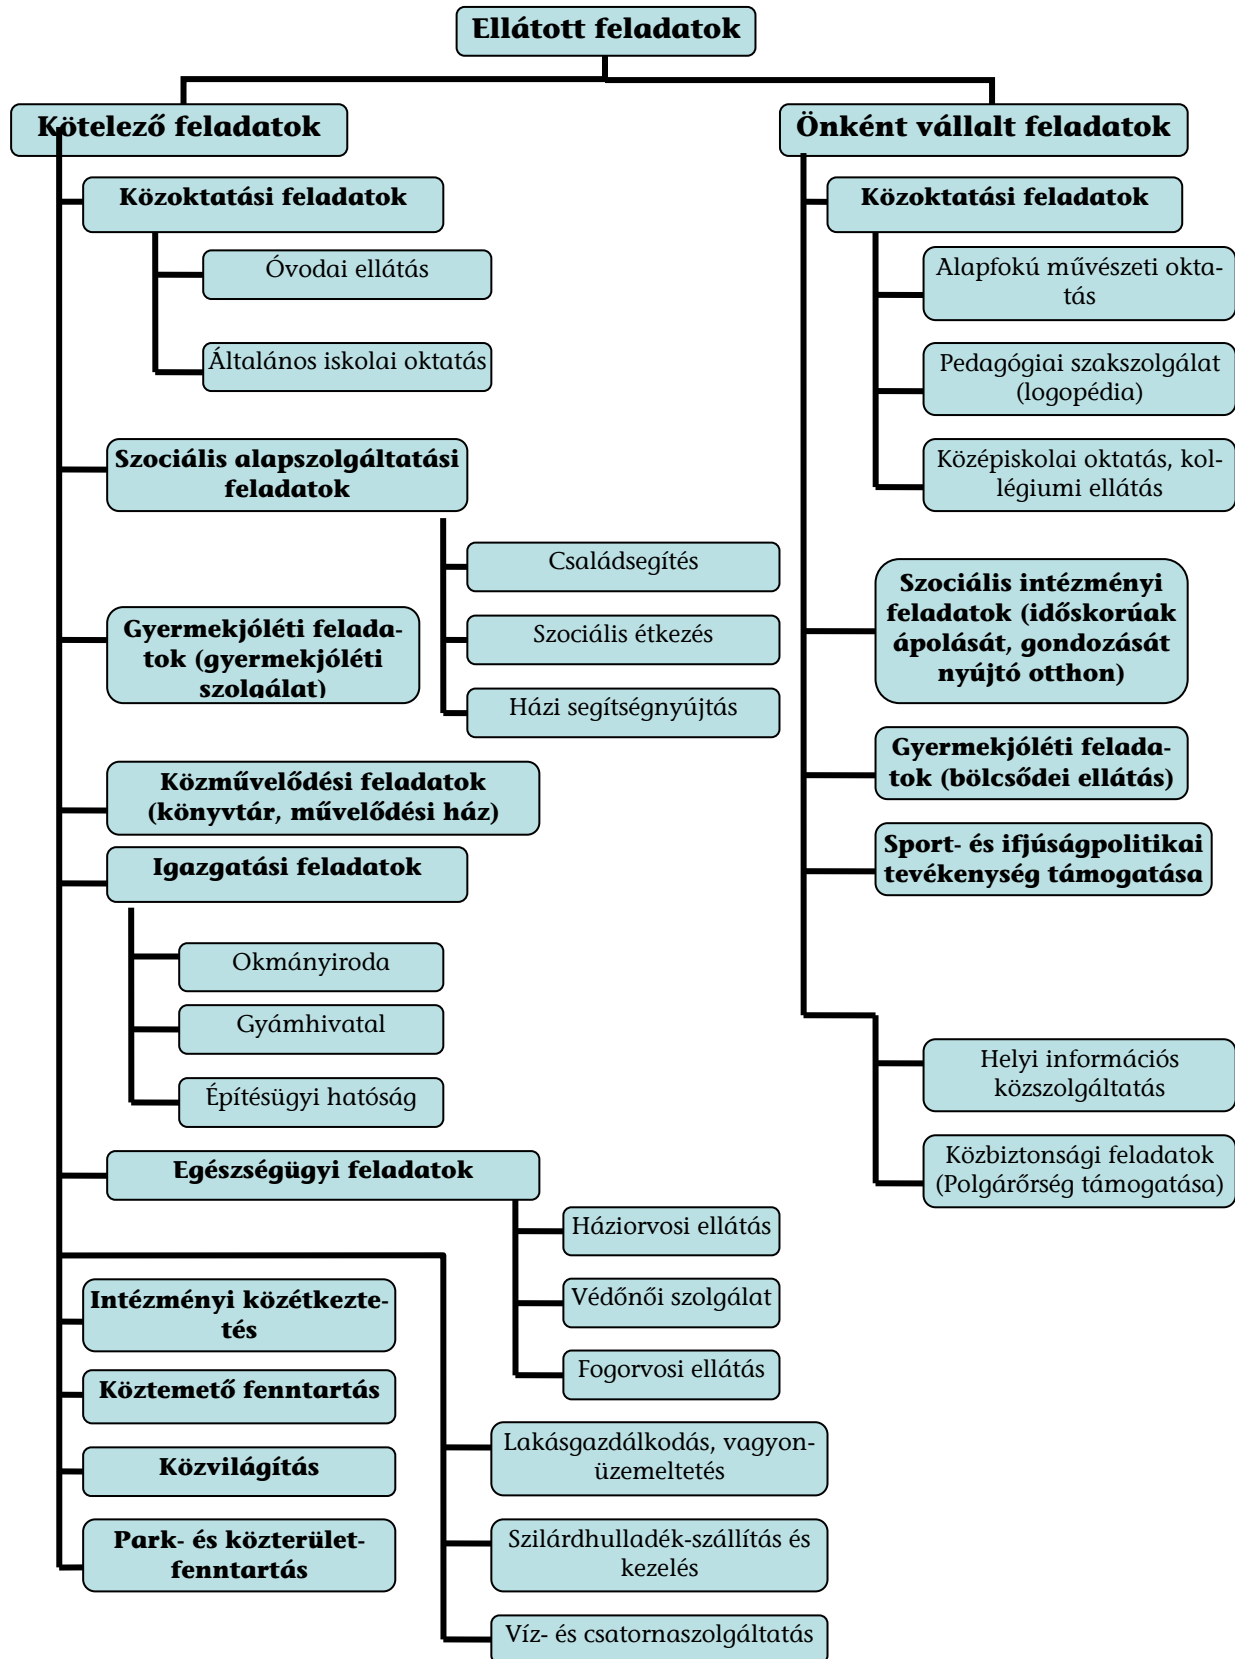 Ellátott feladatok
Kötelező feladatok
Közoktatási feladatok
Óvodai ellátás
Általános iskolai oktatás
Szociális alapszolgáltatási
feladatok
Családsegítés
Szociális étkezés
Házi segítségnyújtás
Gyermekjóléti felada-
tok (gyermekjóléti
szolgálat)
Közművelődési feladatok
(könyvtár, művelődési ház)
Igazgatási feladatok
Okmányiroda
Gyámhivatal
Építésügyi hatóság
Egészségügyi feladatok
Háziorvosi ellátás
Védőnői szolgálat
Fogorvosi ellátás
Intézményi közétkezte-
tés
Köztemető fenntartás
Közvilágítás
Park- és közterület-
fenntartás
Lakásgazdálkodás, vagyon-
üzemeltetés
Szilárdhulladék-szállítás és
kezelés
Víz- és csatornaszolgáltatás
Önként vállalt feladatok
Közoktatási feladatok
Alapfokú művészeti okta-
tás
Pedagógiai szakszolgálat
(logopédia)
Középiskolai oktatás, kol-
légiumi ellátás
Szociális intézményi
feladatok (időskorúak
ápolását, gondozását
nyújtó otthon)
Gyermekjóléti felada-
tok (bölcsődei ellátás)
Sport- és ifjúságpolitikai
tevékenység támogatása
Helyi információs
közszolgáltatás
Közbiztonsági feladatok
(Polgárőrség támogatása)